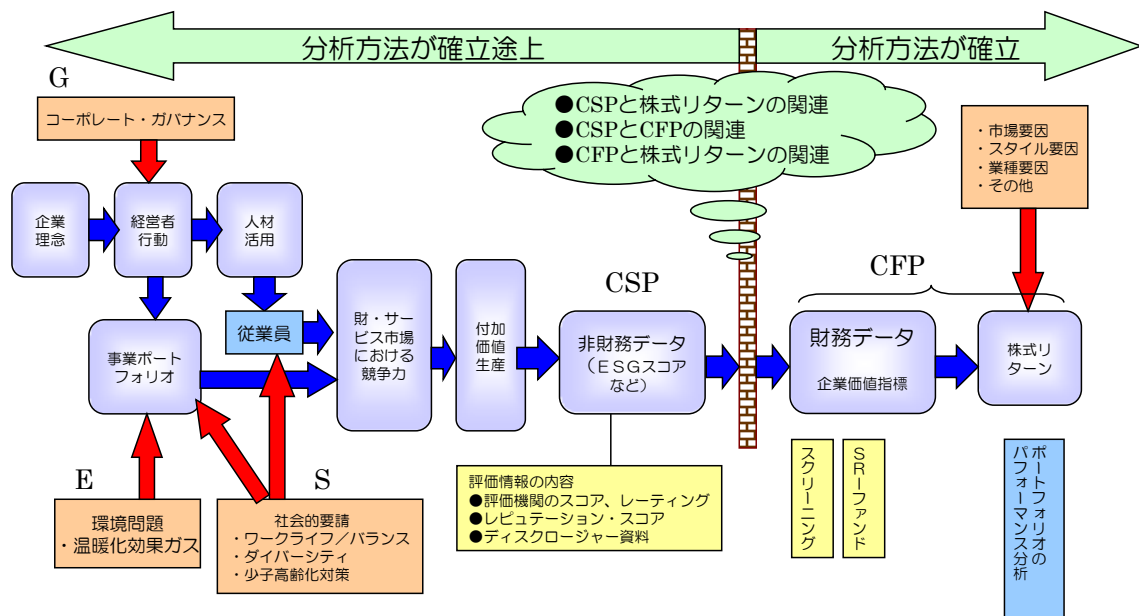 分析方法が確立途上
分析方法が確立
G
コーポレート・ガバナンス
●CSPと株式リターンの関連
●CSPとCFPの関連
●CFPと株式リターンの関連
・市場要因
・スタイル要因
・業種要因
・その他
企業
理念
経営者
行動
人材
活用
CSP
CFP
従業員
事業ポート
フォリオ
財・サー
ビス市場
における
競争力
付加
価値
生産
非財務データ
（ＥＳＧスコア
など）
財務データ
企業価値指標
株式リ
ターン
E
環境問題
・温暖化効果ガス
S
社会的要請
・ワークライフ／バランス
・ダイバーシティ
・少子高齢化対策
評価情報の内容
●評価機関のスコア、レーティング
●レピュテーション・スコア
●ディスクロージャー資料
スクリーニング
ＳＲＩファンド
ポートフォリオの
パフォーマンス分析